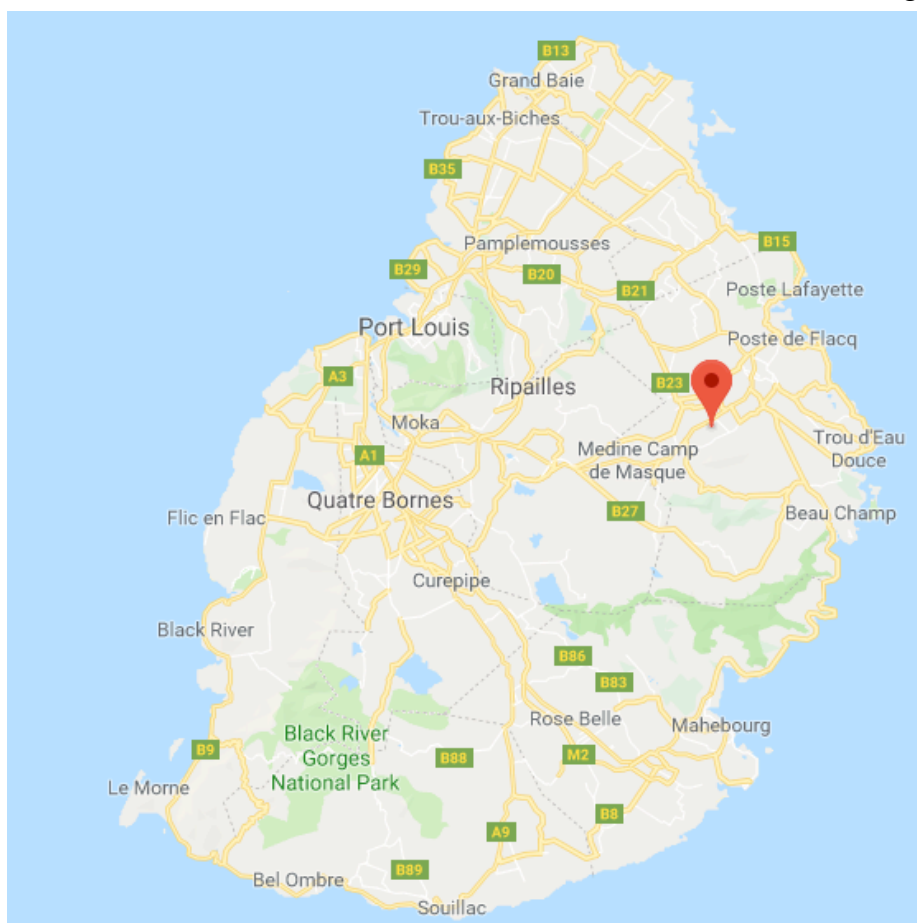 B13
Grand Baie
Trou-aux-Biches
B35
Pamplemousses
B15
B29
B20
B21
Poste Lafayette
Port Louis
Poste de Flacq
A3
Ripailles
B23
Moka
Trou d'Eau
Douce
Medine Camp
de Masque
A1
Quatre Bornes
B27
Beau Champ
Flic en Flac
Curepipe
Black River
B86
B83
Rose Belle
Mahebourg
Black River
Gorges
National Park
B9
B88
M2
Le Morne
B8
A9
B89
Bel Ombre
Souillac